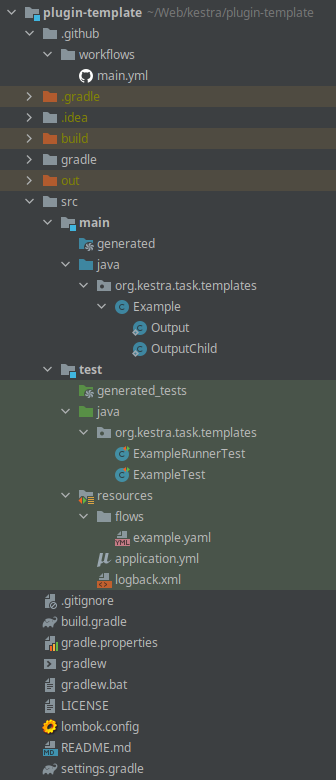 plugin-template ~/Web/kestra/plugin-template
.github
workflows
main.yml
.gradle
.idea
build
gradle
out
src
main
generated
java
org.kestra.task.templates
Example
Output
OutputChild
test
generated_tests
java
org.kestra.task.templates
ExampleRunnerTest
ExampleTest
resources
flows
example.yaml
application.yml
logback.xml
.gitignore
build.gradle
gradle.properties
gradlew
gradlew.bat
LICENSE
lombok.config
README.md
settings.gradle